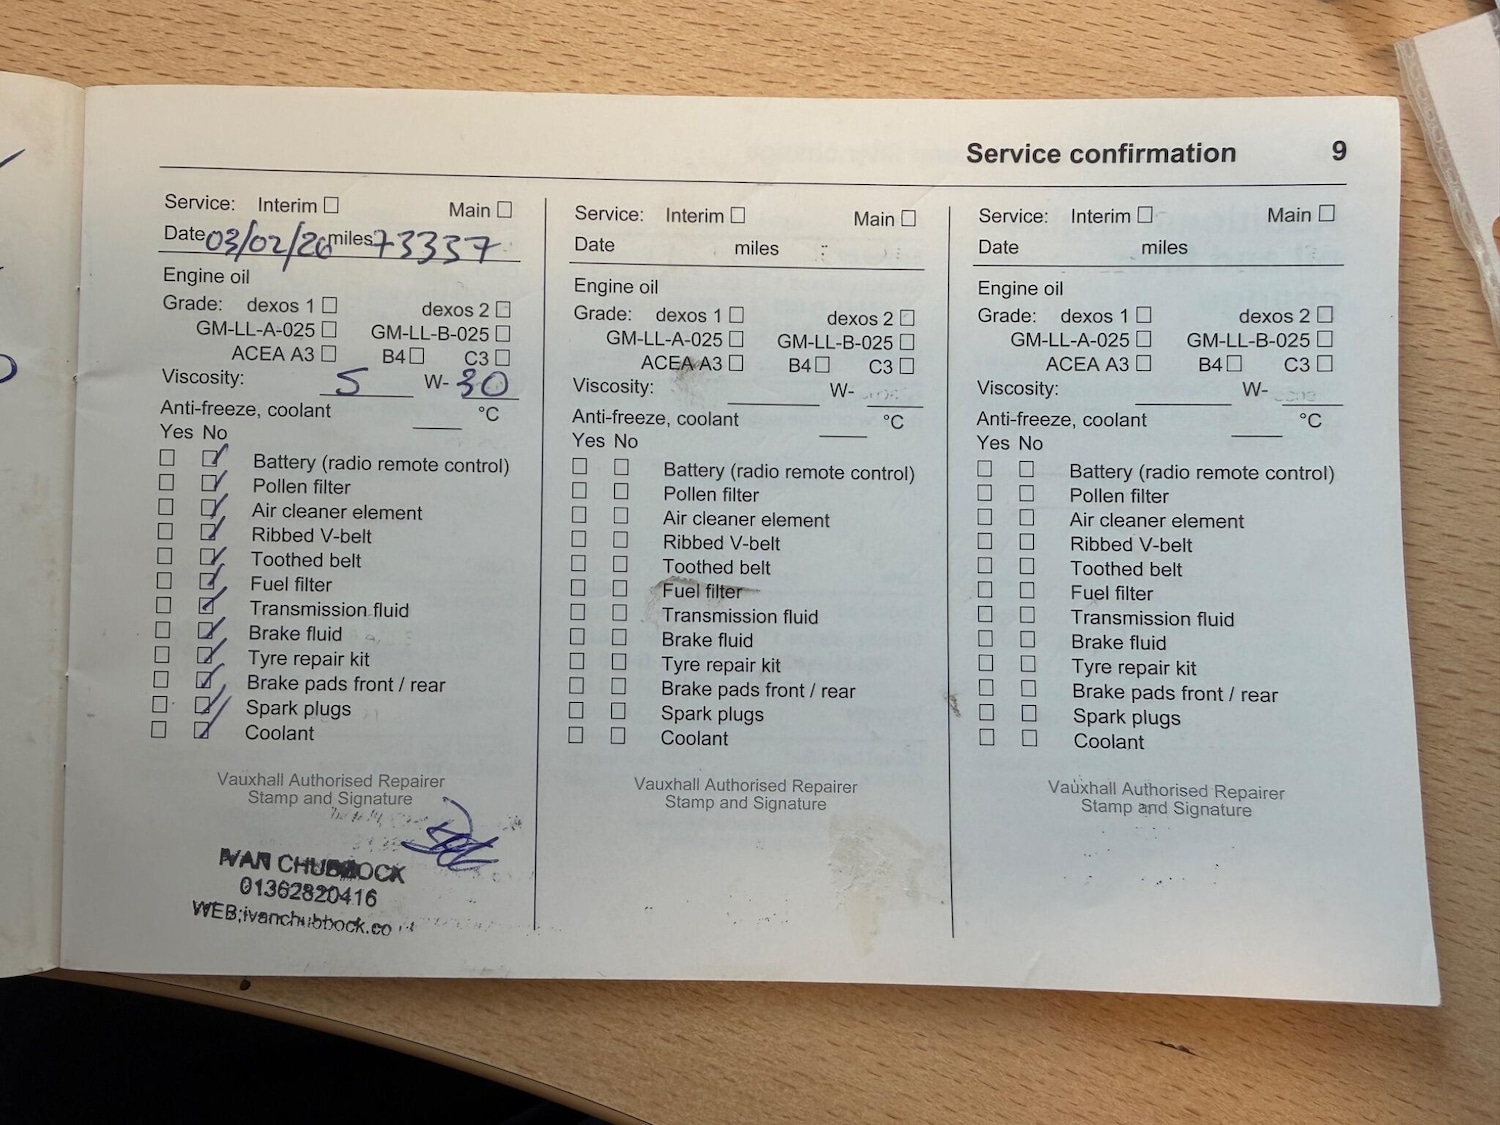 Service confirmation 9
Service: Interim ☐ Main ☐
Date 03/02/20 miles 73337
Engine oil
Grade: dexos 1 ☐ dexos 2 ☐
GM-LL-A-025 ☐ GM-LL-B-025 ☐
ACEA A3 ☐ B4 ☐ C3 ☐
Viscosity: 5 W- 30
Anti-freeze, coolant ____ °C
Yes No
☐ ☑ Battery (radio remote control)
☐ ☑ Pollen filter
☐ ☑ Air cleaner element
☐ ☑ Ribbed V-belt
☐ ☑ Toothed belt
☐ ☑ Fuel filter
☐ ☑ Transmission fluid
☐ ☑ Brake fluid
☐ ☑ Tyre repair kit
☐ ☑ Brake pads front / rear
☐ ☑ Spark plugs
☐ ☑ Coolant
Vauxhall Authorised Repairer
Stamp and Signature
IVAN CHUBBOCK
01362820416
WEB;ivanchubbock.co
Service: Interim ☐ Main ☐
Date miles
Engine oil
Grade: dexos 1 ☐ dexos 2 ☐
GM-LL-A-025 ☐ GM-LL-B-025 ☐
ACEA A3 ☐ B4 ☐ C3 ☐
Viscosity: ____ W- ____
Anti-freeze, coolant ____ °C
Yes No
☐ ☐ Battery (radio remote control)
☐ ☐ Pollen filter
☐ ☐ Air cleaner element
☐ ☐ Ribbed V-belt
☐ ☐ Toothed belt
☐ ☐ Fuel filter
☐ ☐ Transmission fluid
☐ ☐ Brake fluid
☐ ☐ Tyre repair kit
☐ ☐ Brake pads front / rear
☐ ☐ Spark plugs
☐ ☐ Coolant
Vauxhall Authorised Repairer
Stamp and Signature
Service: Interim ☐ Main ☐
Date miles
Engine oil
Grade: dexos 1 ☐ dexos 2 ☐
GM-LL-A-025 ☐ GM-LL-B-025 ☐
ACEA A3 ☐ B4 ☐ C3 ☐
Viscosity: ____ W- ____
Anti-freeze, coolant ____ °C
Yes No
☐ ☐ Battery (radio remote control)
☐ ☐ Pollen filter
☐ ☐ Air cleaner element
☐ ☐ Ribbed V-belt
☐ ☐ Toothed belt
☐ ☐ Fuel filter
☐ ☐ Transmission fluid
☐ ☐ Brake fluid
☐ ☐ Tyre repair kit
☐ ☐ Brake pads front / rear
☐ ☐ Spark plugs
☐ ☐ Coolant
Vauxhall Authorised Repairer
Stamp and Signature